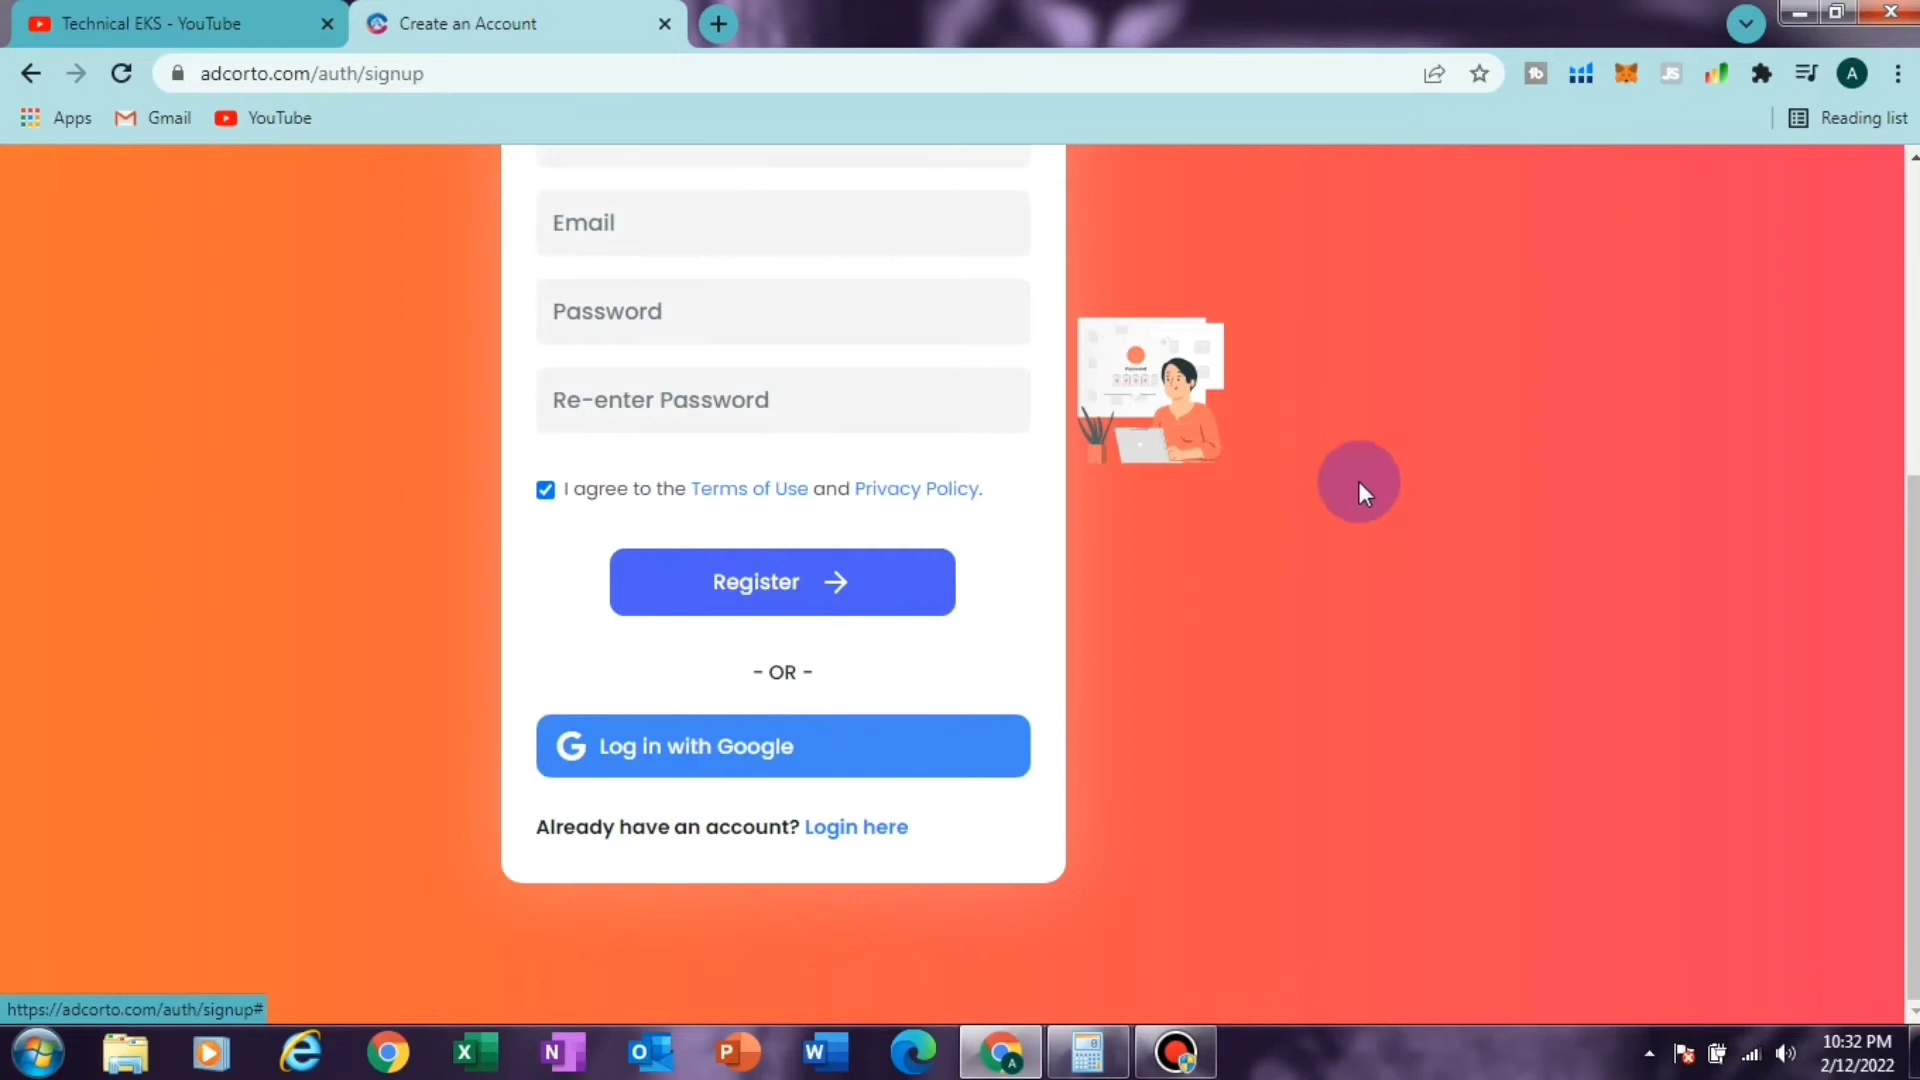 Technical EKS - YouTube
Create an Account
adcorto.com/auth/signup
A
Apps
Gmail
YouTube
Reading list
Email
Password
Re-enter Password
I agree to the Terms of Use and Privacy Policy.
Register
- OR -
Log in with Google
Already have an account? Login here
https://adcorto.com/auth/signup#
10:32 PM
2/12/2022